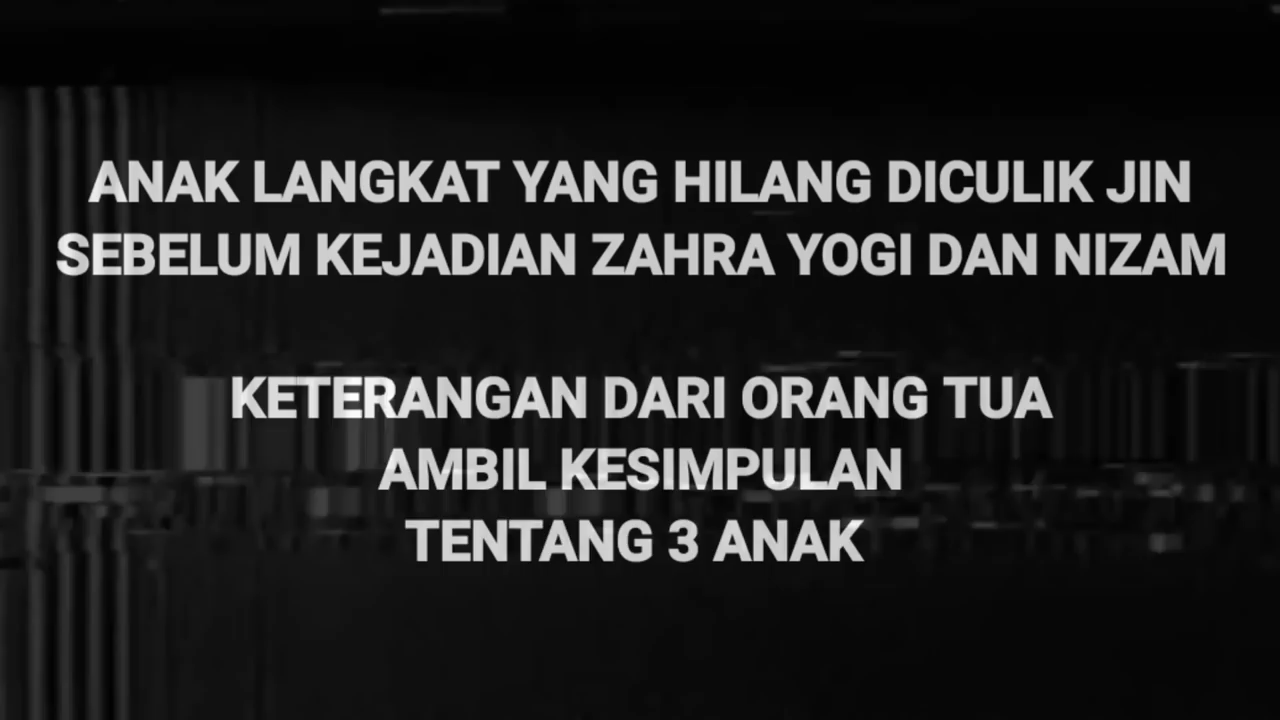 ANAK LANGKAT YANG HILANG DICULIK JIN
SEBELUM KEJADIAN ZAHRA YOGI DAN NIZAM
KETERANGAN DARI ORANG TUA
AMBIL KESIMPULAN
TENTANG 3 ANAK